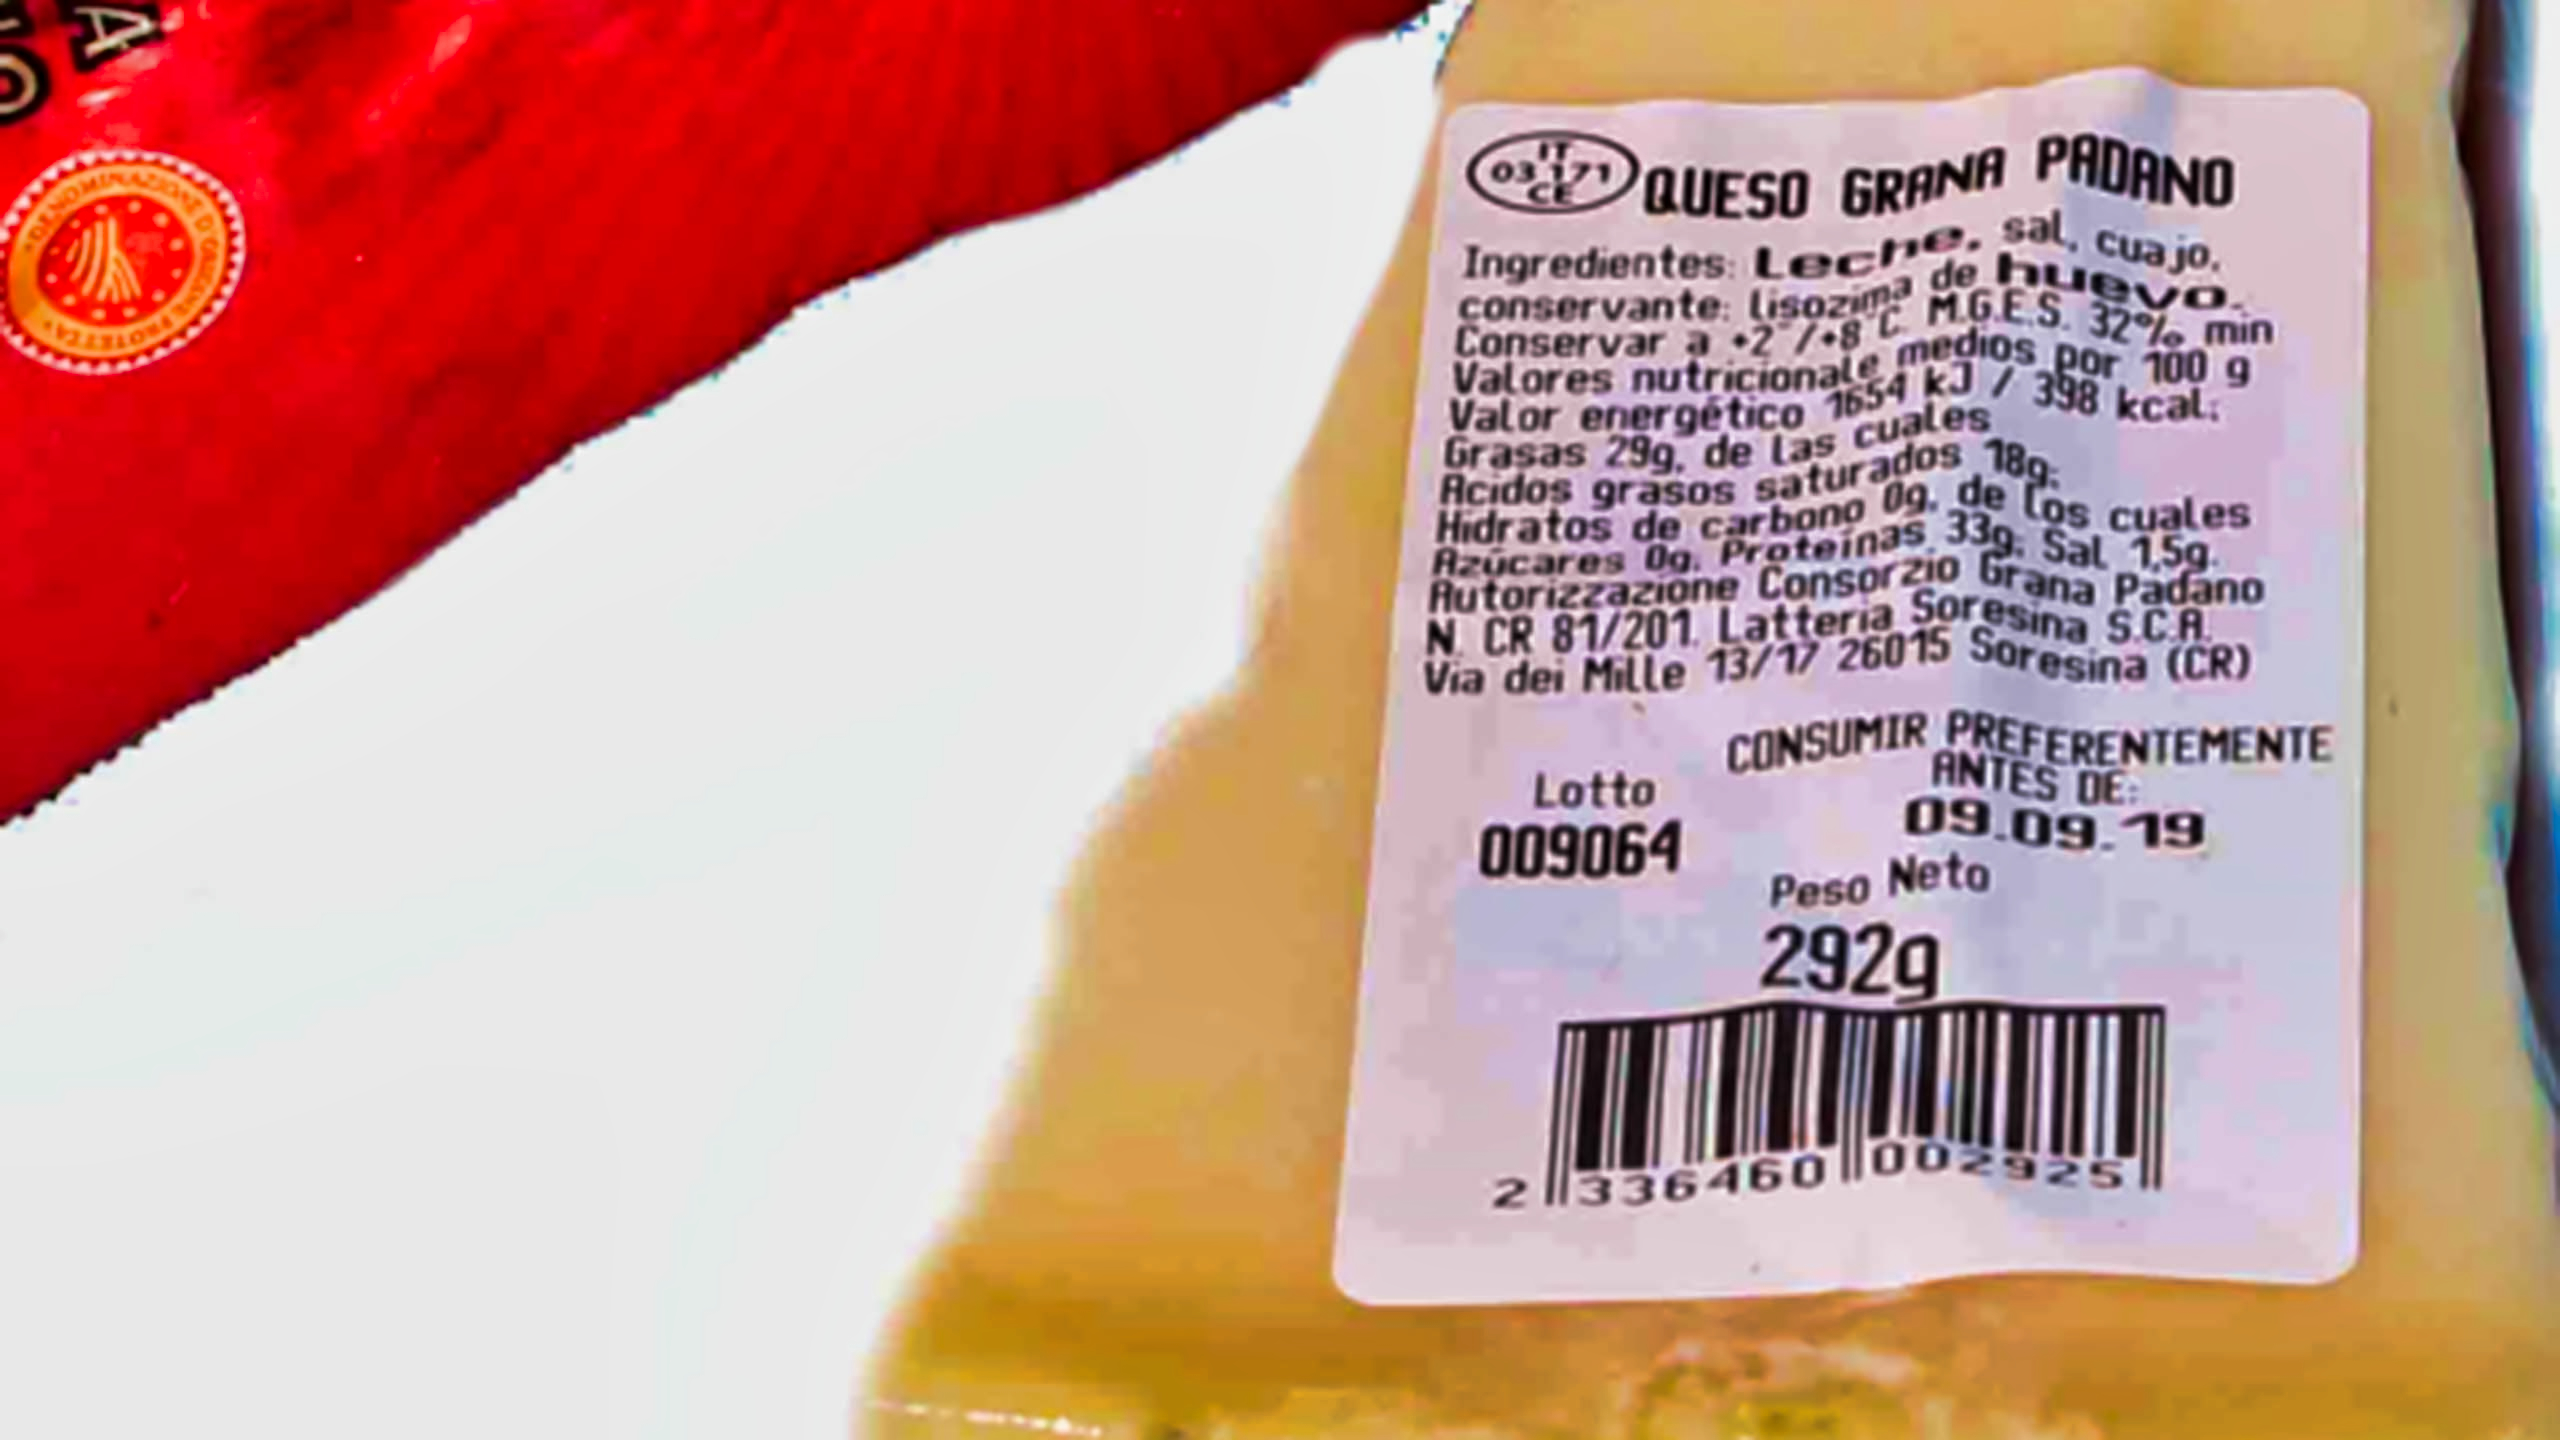 DENOMINAZIONE D'ORIGINE PROTETTA
IT
03 171
CE
QUESO GRANA PADANO
Ingredientes: Leche, sal, cuajo,
conservante: lisozima de huevo.
Conservar a +2°/+8°C. M.G.E.S. 32% min
Valores nutricionale medios por 100 g
Valor energético 1654 kJ / 398 kcal;
Grasas 29g, de las cuales
Acidos grasos saturados 18g;
Hidratos de carbono 0g, de los cuales
Azúcares 0g; Proteinas 33g; Sal 1,5g.
Autorizzazione Consorzio Grana Padano
N. CR 81/201. Latteria Soresina S.C.A.
Via dei Mille 13/17 26015 Soresina (CR)
CONSUMIR PREFERENTEMENTE
ANTES DE:
09.09.19
Lotto
009064
Peso Neto
292g
2 336460 002925